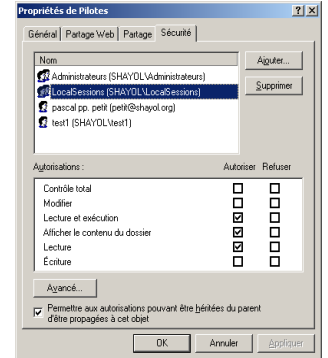 Propriétés de Pilotes
Général Partage Web Partage Sécurité
Nom
Administrateurs (SHAYOL\Administrateurs)
LocalSessions (SHAYOL\LocalSessions)
pascal pp. petit (petit@shayol.org)
test1 (SHAYOL\test1)
Ajouter...
Supprimer
Autorisations : Autoriser Refuser
Contrôle total
Modifier
Lecture et exécution
Afficher le contenu du dossier
Lecture
Écriture
Avancé...
Permettre aux autorisations pouvant être héritées du parent
d'être propagées à cet objet
OK Annuler Appliquer